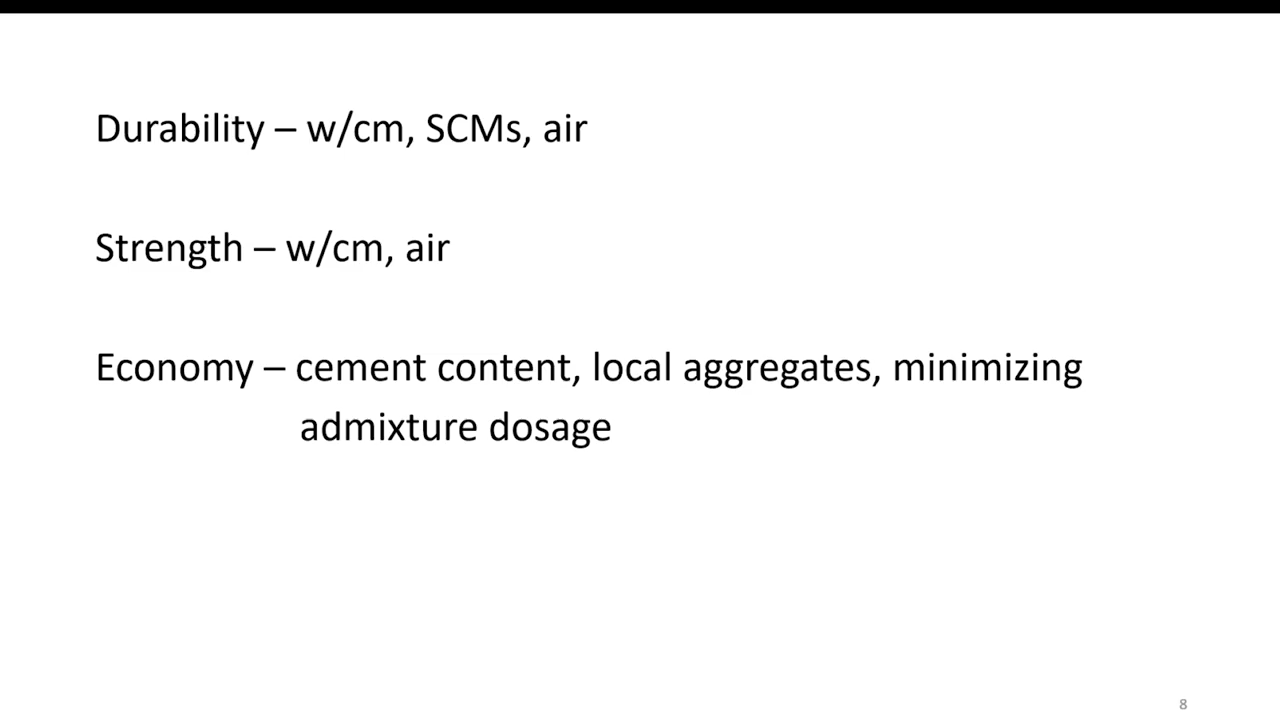 Durability – w/cm, SCMs, air
Strength – w/cm, air
Economy – cement content, local aggregates, minimizing
admixture dosage
8